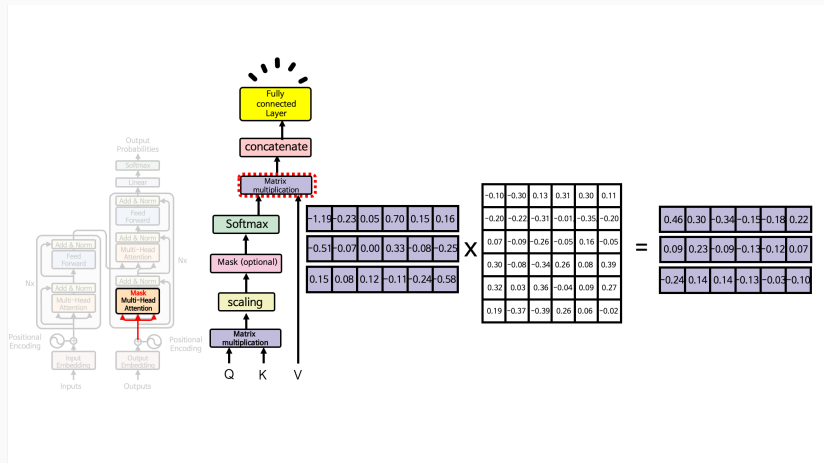 Output
Probabilities
Softmax
Linear
Add & Norm
Feed
Forward
Add & Norm
Multi-Head
Attention
Nx
Add & Norm
Mask
Multi-Head
Attention
Positional
Encoding
Output
Embedding
Outputs
Add & Norm
Feed
Forward
Nx
Add & Norm
Multi-Head
Attention
Positional
Encoding
Input
Embedding
Inputs
Fully
connected
Layer
concatenate
Matrix
multiplication
Softmax
Mask (optional)
scaling
Matrix
multiplication
Q K V
−1.19 −0.23 0.05 0.70 0.15 0.16
−0.51 −0.07 0.00 0.33 −0.08 −0.25
0.15 0.08 0.12 −0.11 −0.24 −0.58
X
−0.10 −0.30 0.13 0.31 0.30 0.11
−0.20 −0.22 −0.31 −0.01 −0.35 −0.20
0.07 −0.09 −0.26 −0.05 0.16 −0.05
0.30 −0.08 −0.34 0.26 0.08 0.39
0.32 0.03 0.36 −0.04 0.09 0.27
0.19 −0.37 −0.39 0.26 0.06 −0.02
=
0.46 0.30 −0.34 −0.15 −0.18 0.22
0.09 0.23 −0.09 −0.13 −0.12 0.07
−0.24 0.14 0.14 −0.13 −0.03 −0.10